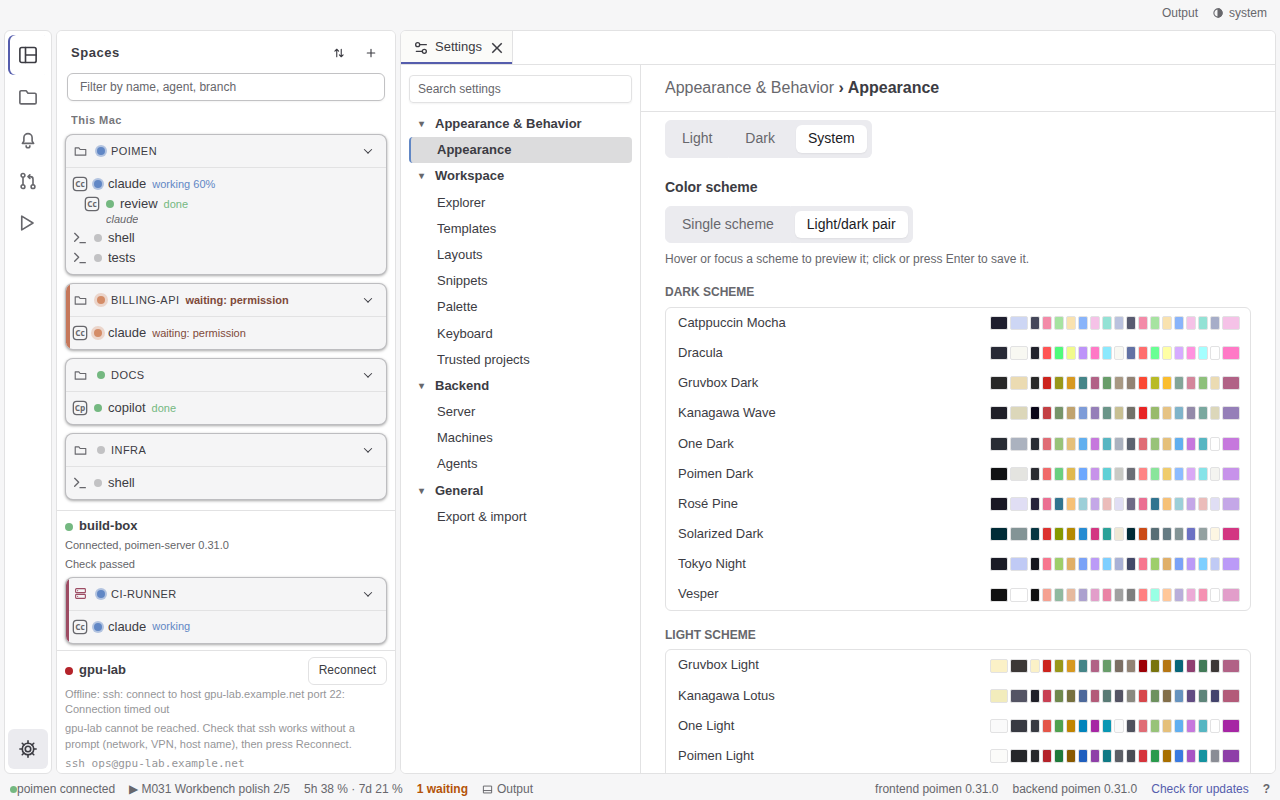 Output system
Spaces
Filter by name, agent, branch
This Mac
POIMEN
Cc claude working 60%
Cc review done
claude
shell
tests
BILLING-API waiting: permission
Cc claude waiting: permission
DOCS
Cp copilot done
INFRA
shell
build-box
Connected, poimen-server 0.31.0
Check passed
CI-RUNNER
Cc claude working
gpu-lab Reconnect
Offline: ssh: connect to host gpu-lab.example.net port 22:
Connection timed out
gpu-lab cannot be reached. Check that ssh works without a
prompt (network, VPN, host name), then press Reconnect.
ssh ops@gpu-lab.example.net
Settings
Search settings
Appearance & Behavior
Appearance
Workspace
Explorer
Templates
Layouts
Snippets
Palette
Keyboard
Trusted projects
Backend
Server
Machines
Agents
General
Export & import
Appearance & Behavior › Appearance
Light Dark System
Color scheme
Single scheme Light/dark pair
Hover or focus a scheme to preview it; click or press Enter to save it.
DARK SCHEME
Catppuccin Mocha
Dracula
Gruvbox Dark
Kanagawa Wave
One Dark
Poimen Dark
Rosé Pine
Solarized Dark
Tokyo Night
Vesper
LIGHT SCHEME
Gruvbox Light
Kanagawa Lotus
One Light
Poimen Light
poimen connected ▶ M031 Workbench polish 2/5 5h 38 % · 7d 21 % 1 waiting Output frontend poimen 0.31.0 backend poimen 0.31.0 Check for updates ?